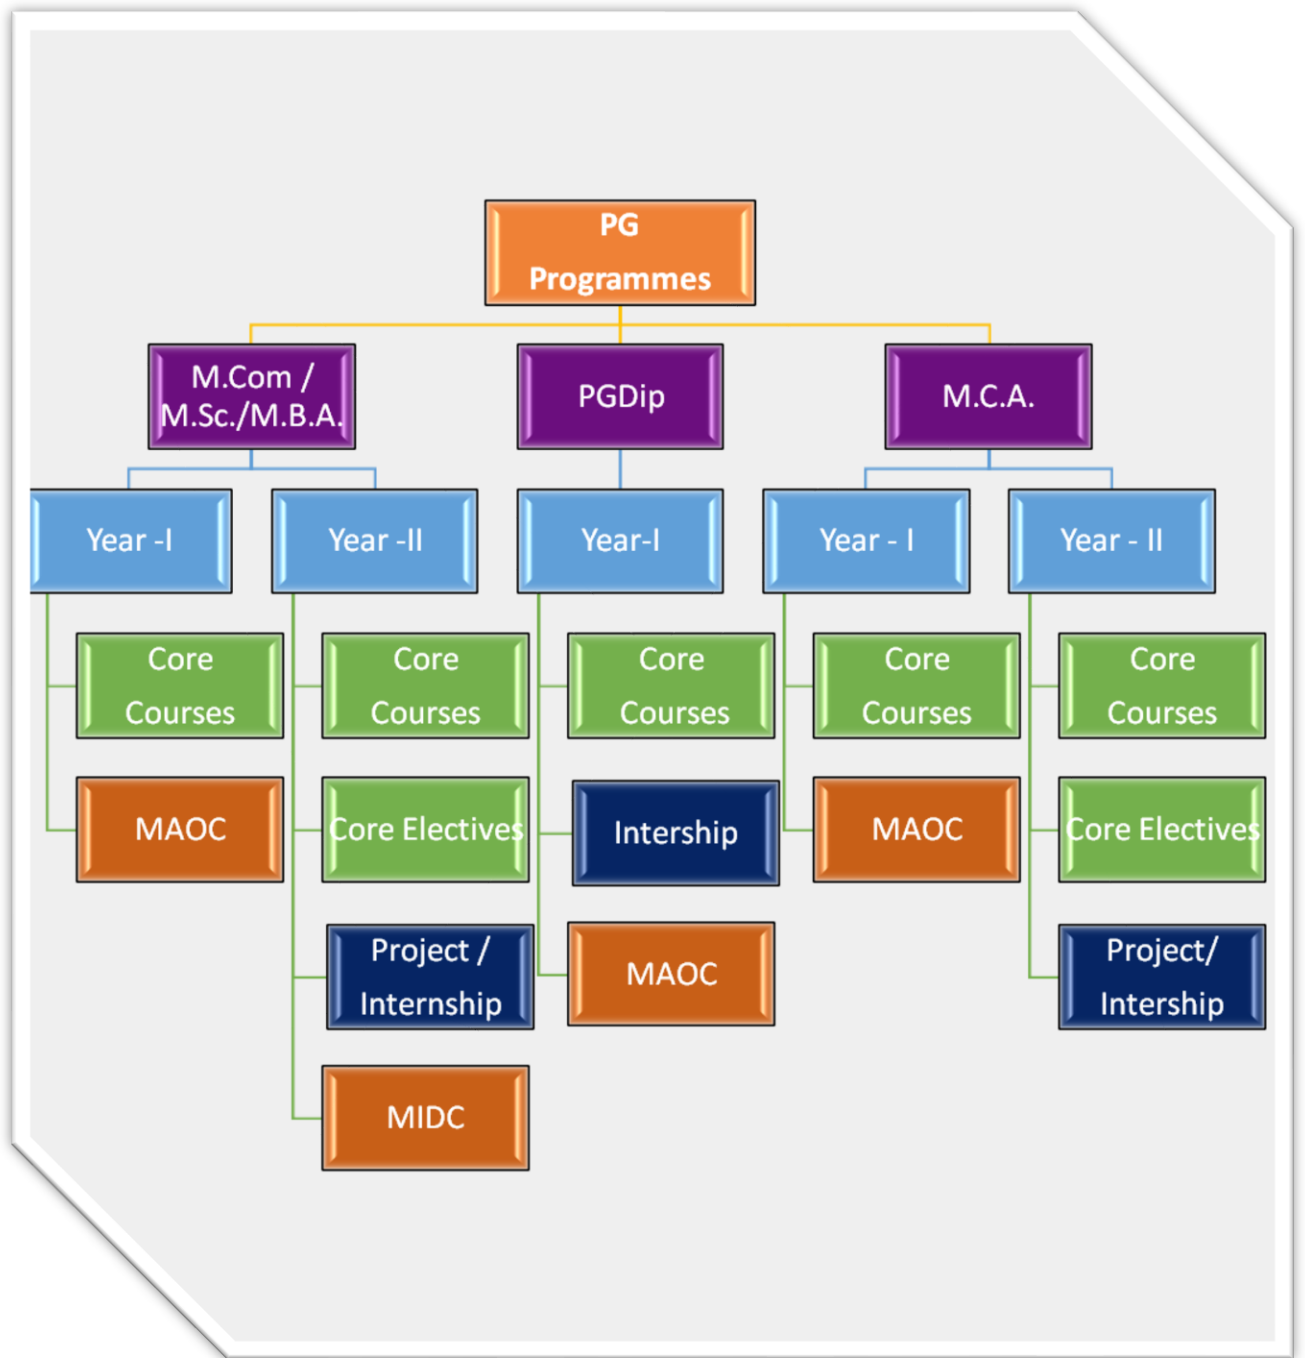 PG
Programmes
M.Com /
M.Sc./M.B.A.
PGDip
M.C.A.
Year -I
Year -II
Year-I
Year - I
Year - II
Core
Courses
Core
Courses
Core
Courses
Core
Courses
Core
Courses
MAOC
Core Electives
Intership
MAOC
Core Electives
Project /
Internship
MAOC
Project/
Intership
MIDC